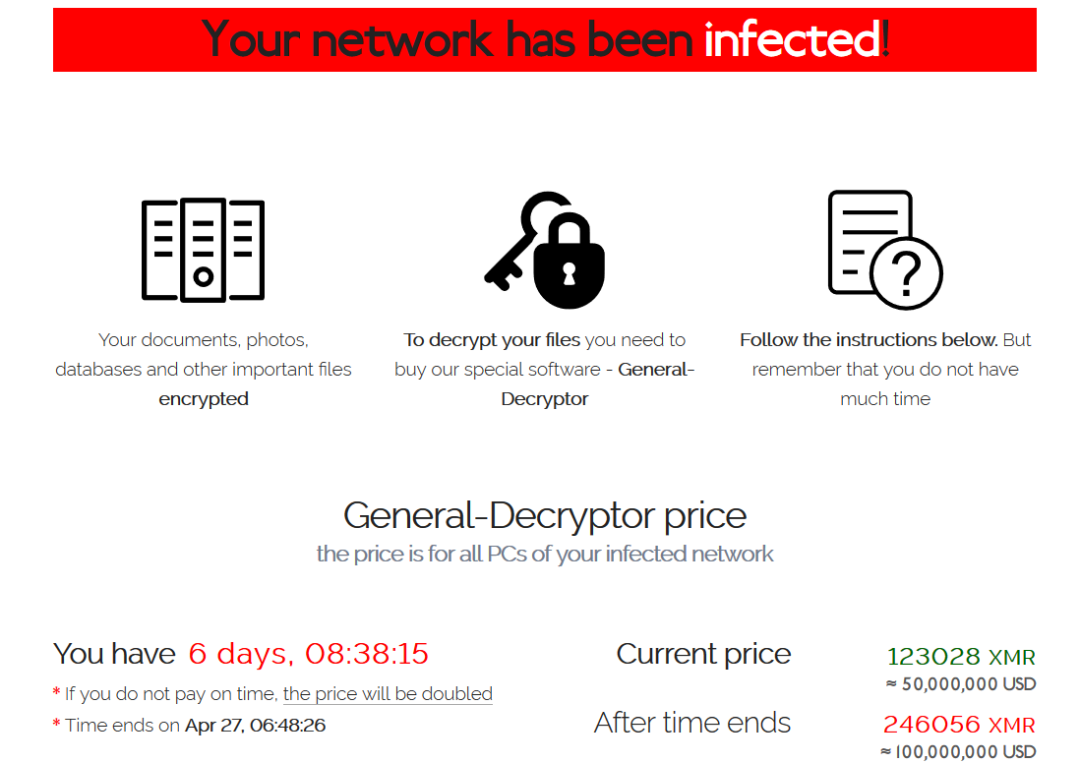 Your network has been infected!
Your documents, photos,
databases and other important files
encrypted
To decrypt your files you need to
buy our special software - General-
Decryptor
Follow the instructions below. But
remember that you do not have
much time
General-Decryptor price
the price is for all PCs of your infected network
You have 6 days, 08:38:15
* If you do not pay on time, the price will be doubled
* Time ends on Apr 27, 06:48:26
Current price 123028 XMR
≈ 50,000,000 USD
After time ends 246056 XMR
≈ 100,000,000 USD